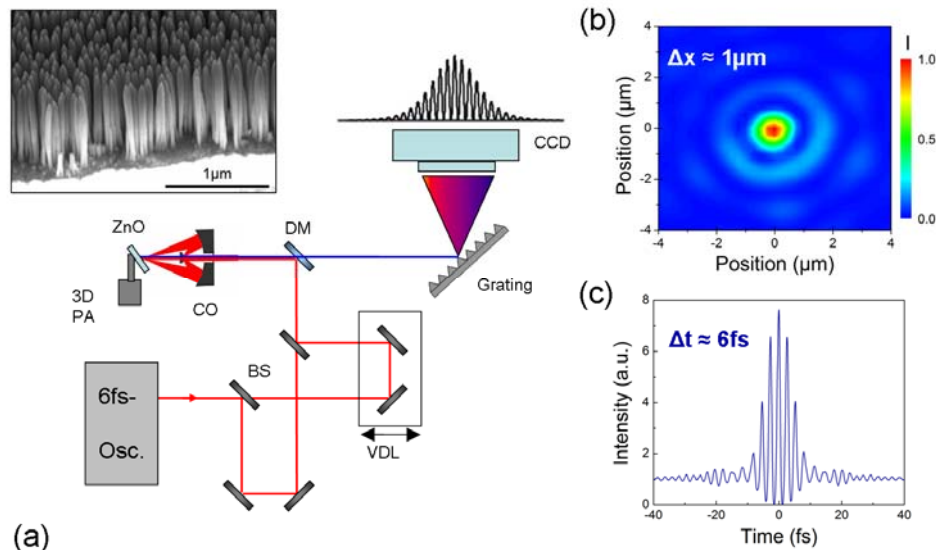 1μm
CCD
ZnO
DM
3D
PA
CO
Grating
BS
6fs-
Osc.
VDL
(a)
(b)
Δx ≈ 1μm
I
4
2
0
-2
-4
Position (μm)
-4
-2
0
2
4
Position (μm)
1.0
0.5
0.0
(c)
Δt ≈ 6fs
8
6
4
2
0
Intensity (a.u.)
-40
-20
0
20
40
Time (fs)